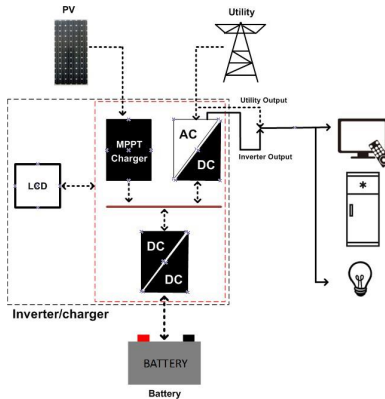 PV
Utility
Utility Output
MPPT
Charger
AC
DC
Inverter Output
LCD
DC
DC
Inverter/charger
BATTERY
Battery